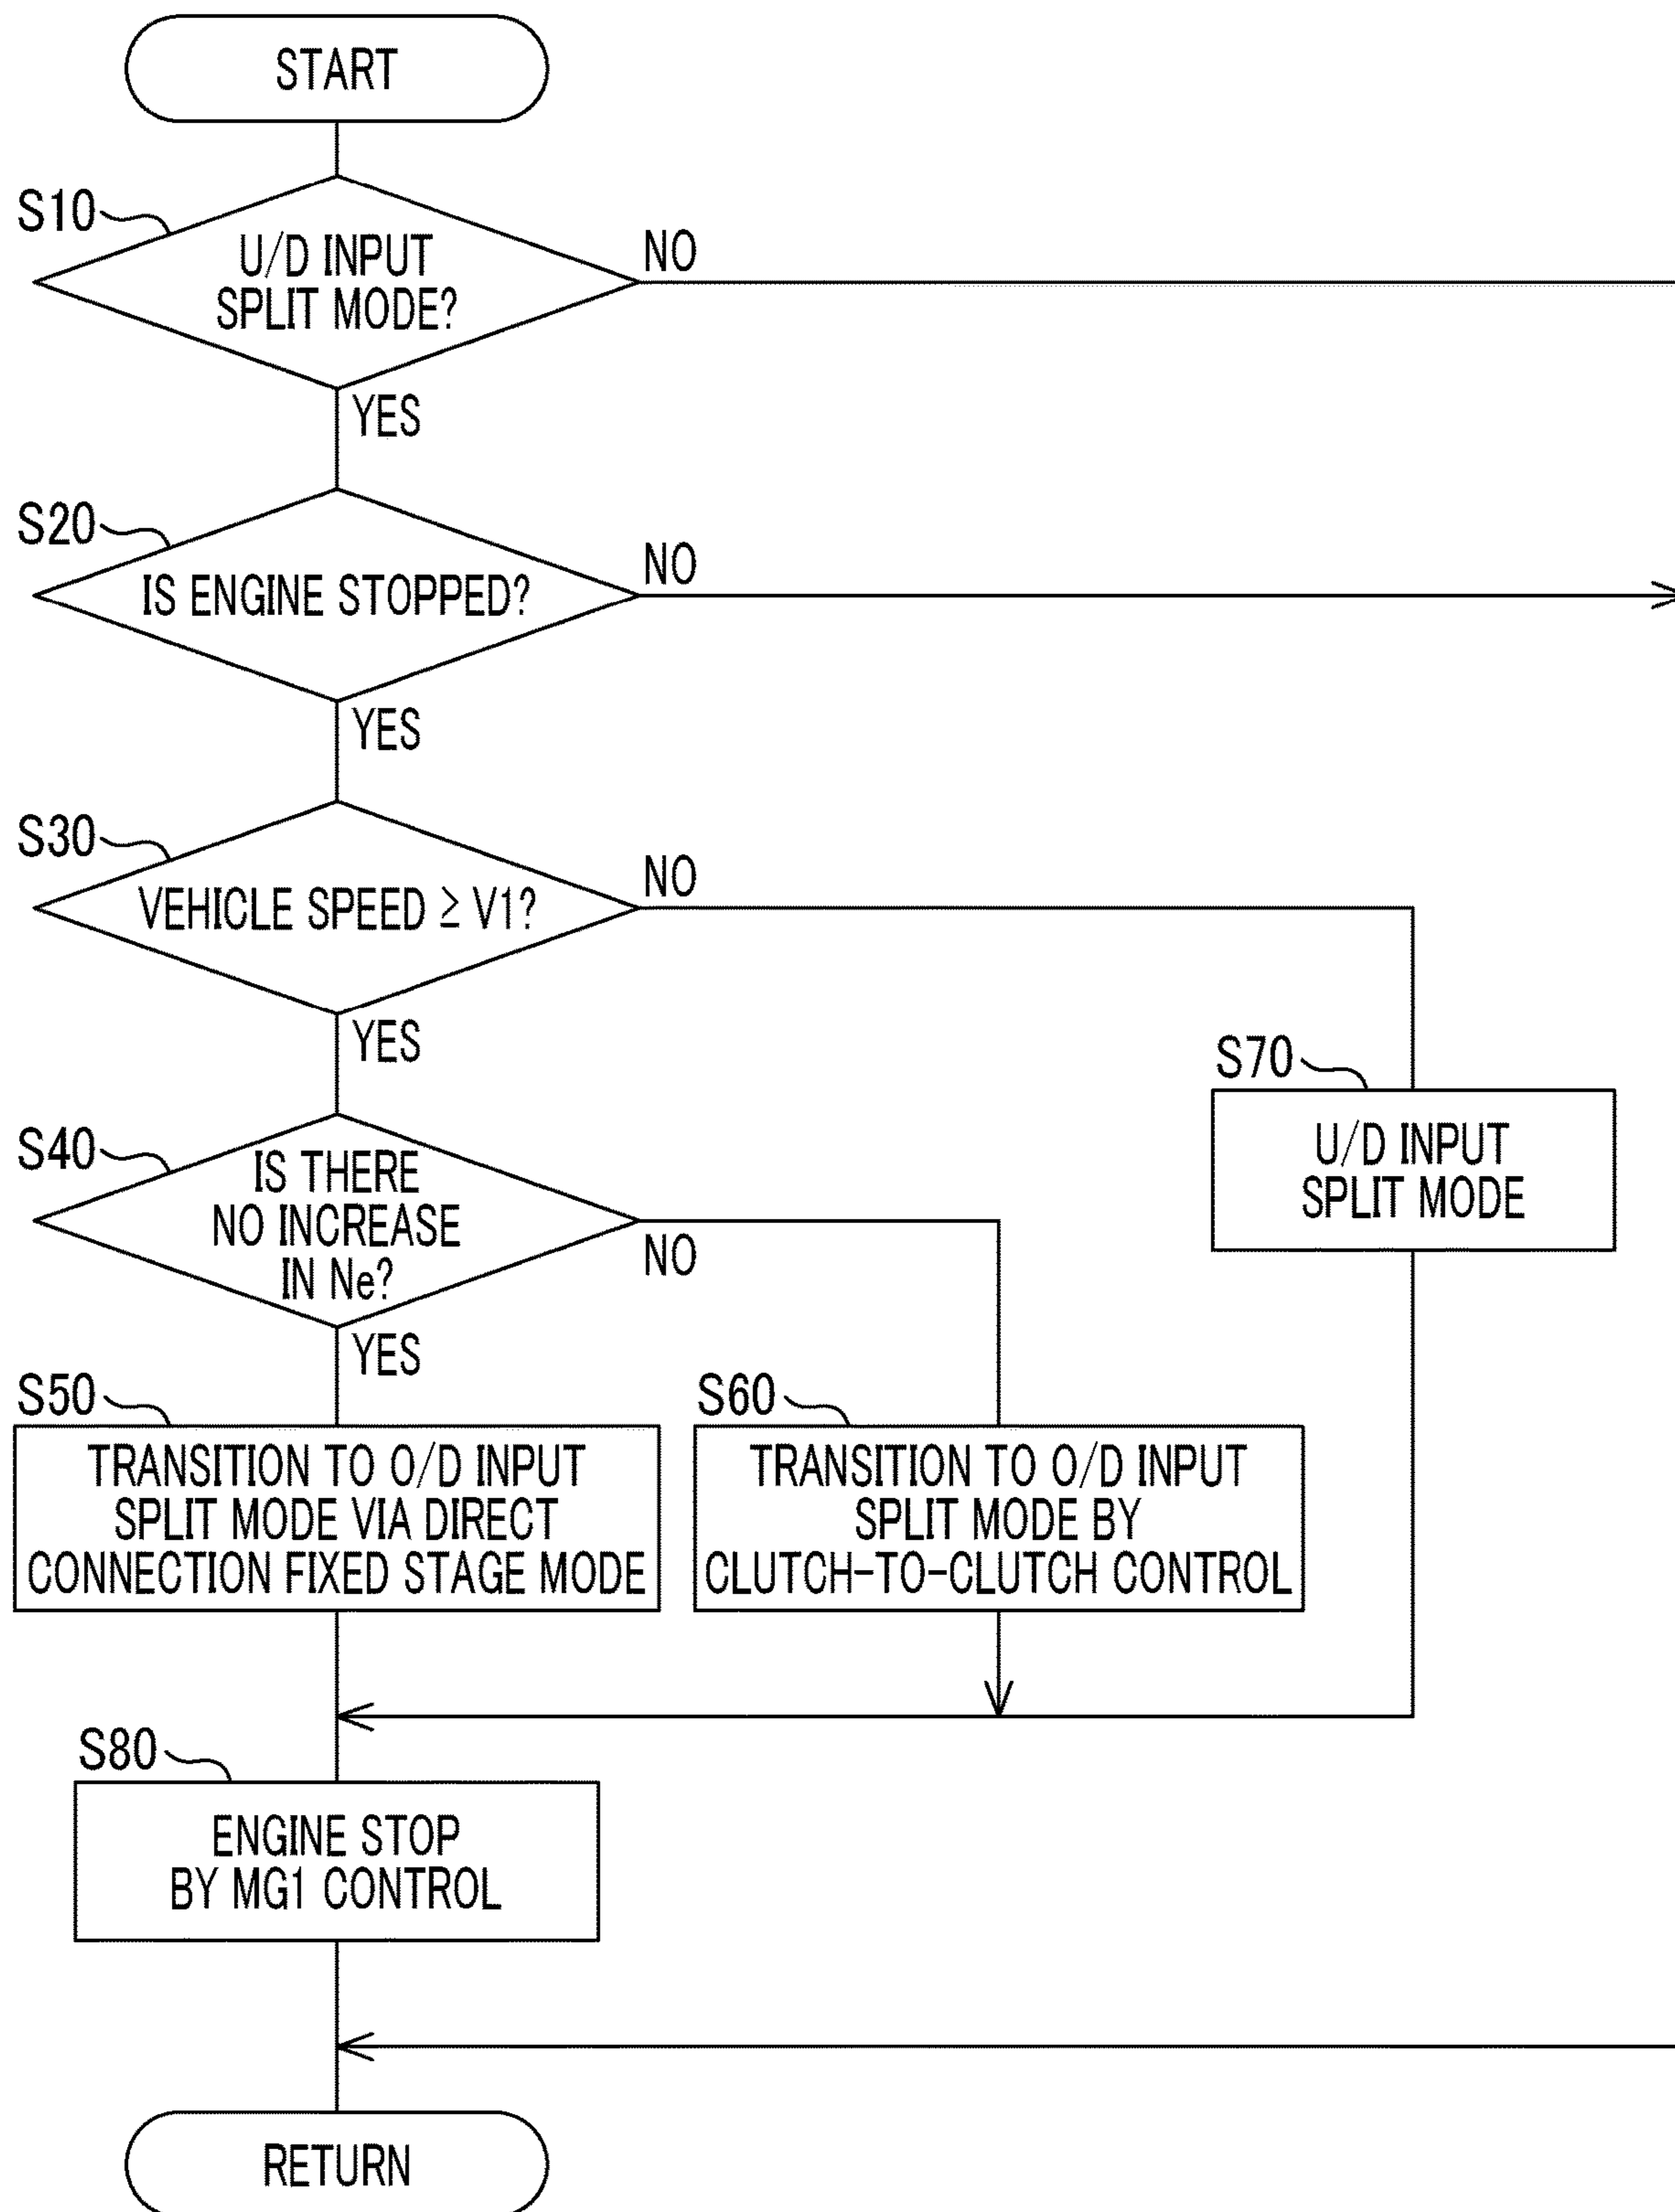 START
S10
U/D INPUT
SPLIT MODE?
NO
YES
S20
IS ENGINE STOPPED?
NO
YES
S30
VEHICLE SPEED ≥ V1?
NO
YES
S70
U/D INPUT
SPLIT MODE
S40
IS THERE
NO INCREASE
IN Ne?
NO
YES
S50
TRANSITION TO O/D INPUT
SPLIT MODE VIA DIRECT
CONNECTION FIXED STAGE MODE
S60
TRANSITION TO O/D INPUT
SPLIT MODE BY
CLUTCH-TO-CLUTCH CONTROL
S80
ENGINE STOP
BY MG1 CONTROL
RETURN